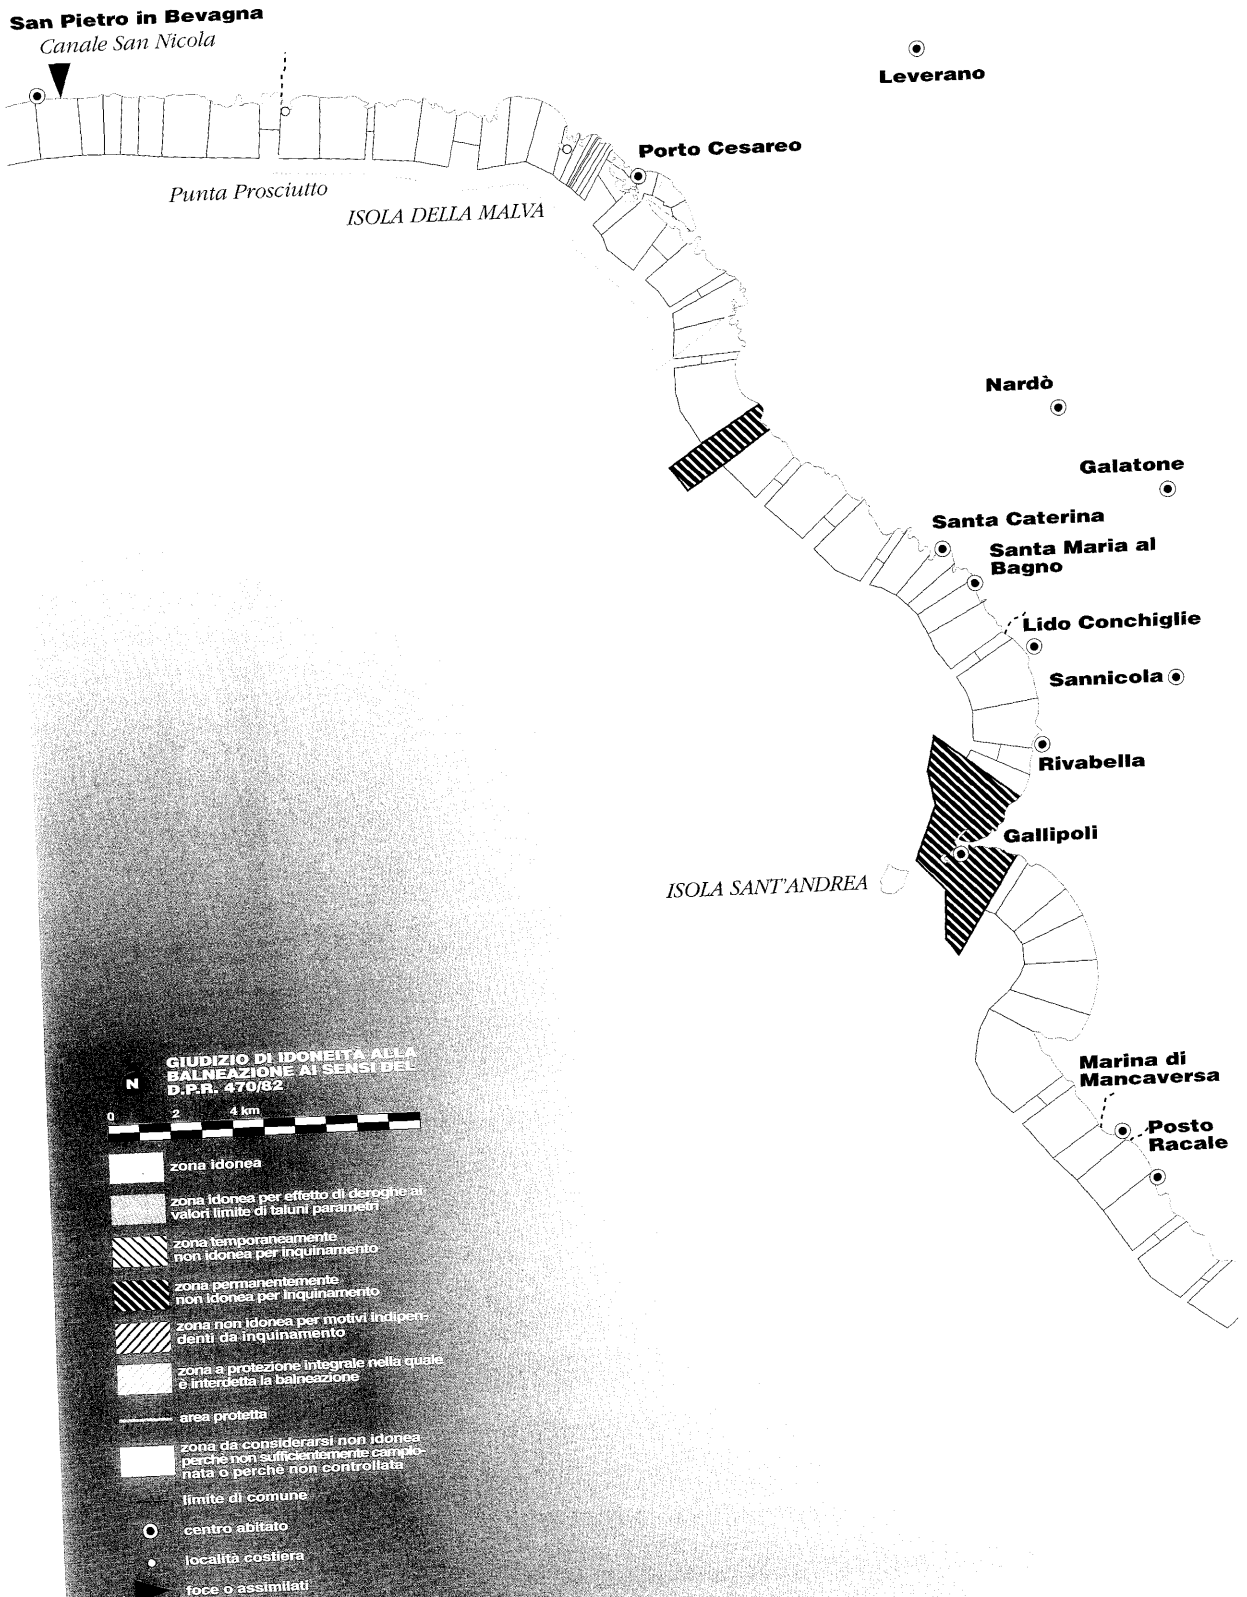 San Pietro in Bevagna
Canale San Nicola
Leverano
Porto Cesareo
Punta Prosciutto
ISOLA DELLA MALVA
Nardò
Galatone
Santa Caterina
Santa Maria al
Bagno
Lido Conchiglie
Sannicola
Rivabella
Gallipoli
ISOLA SANT'ANDREA
Marina di
Mancaversa
Posto
Racale
N
GIUDIZIO DI IDONEITÀ ALLA
BALNEAZIONE AI SENSI DEL
D.P.R. 470/82
0 2 4 km
zona idonea
zona idonea per effetto di deroghe ai
valori limite di taluni parametri
zona temporaneamente
non idonea per inquinamento
zona permanentemente
non idonea per inquinamento
zona non idonea per motivi indipen-
denti da inquinamento
zona a protezione integrale nella quale
è interdetta la balneazione
area protetta
zona da considerarsi non idonea
perchè non sufficientemente campio-
nata o perchè non controllata
limite di comune
centro abitato
località costiera
foce o assimilati